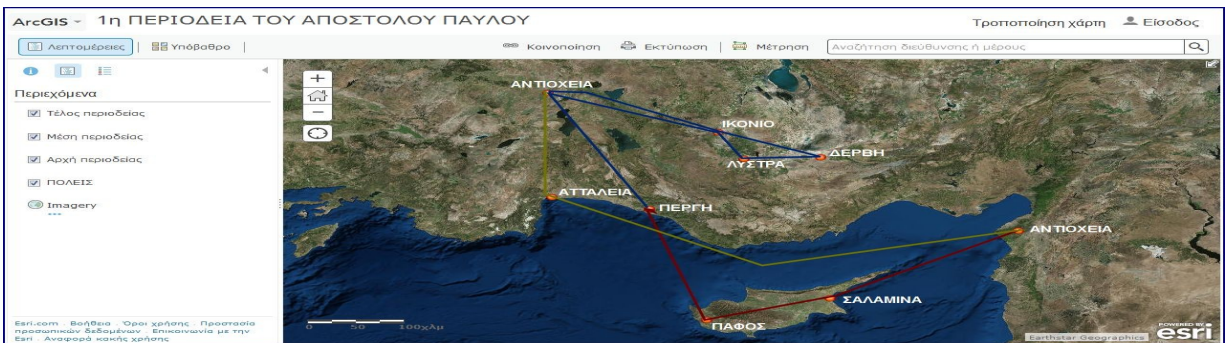 ArcGIS 1η ΠΕΡΙΟΔΕΙΑ ΤΟΥ ΑΠΟΣΤΟΛΟΥ ΠΑΥΛΟΥ
Τροποποίηση χάρτη Είσοδος
Λεπτομέρειες Υπόβαθρο
Κοινοποίηση Εκτύπωση Μέτρηση Αναζήτηση διεύθυνσης ή μέρους
Περιεχόμενα
Τέλος περιοδείας
Μέση περιοδείας
Αρχή περιοδείας
ΠΟΛΕΙΣ
Imagery
Esri.com . Βοήθεια . Όροι χρήσης . Προστασία
προσωπικών δεδομένων . Επικοινωνία με την
Esri . Αναφορά κακής χρήσης
ΑΝΤΙΟΧΕΙΑ
ΙΚΟΝΙΟ
ΛΥΣΤΡΑ
ΔΕΡΒΗ
ΑΤΤΑΛΕΙΑ
ΠΕΡΓΗ
ΑΝΤΙΟΧΕΙΑ
ΣΑΛΑΜΙΝΑ
ΠΑΦΟΣ
0 50 100χλμ
Earthstar Geographics
POWERED BY
esri